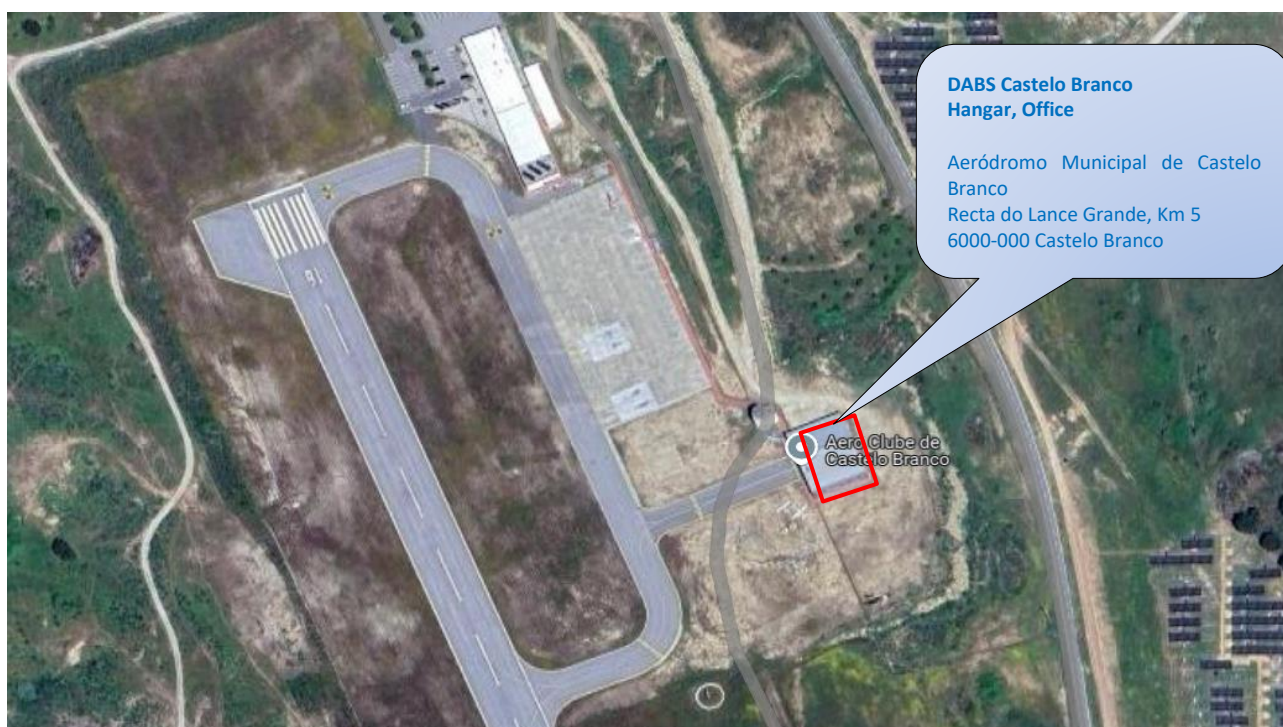 DABS Castelo Branco
Hangar, Office
Aeródromo Municipal de Castelo
Branco
Recta do Lance Grande, Km 5
6000-000 Castelo Branco
16
Aero Clube de
Castelo Branco